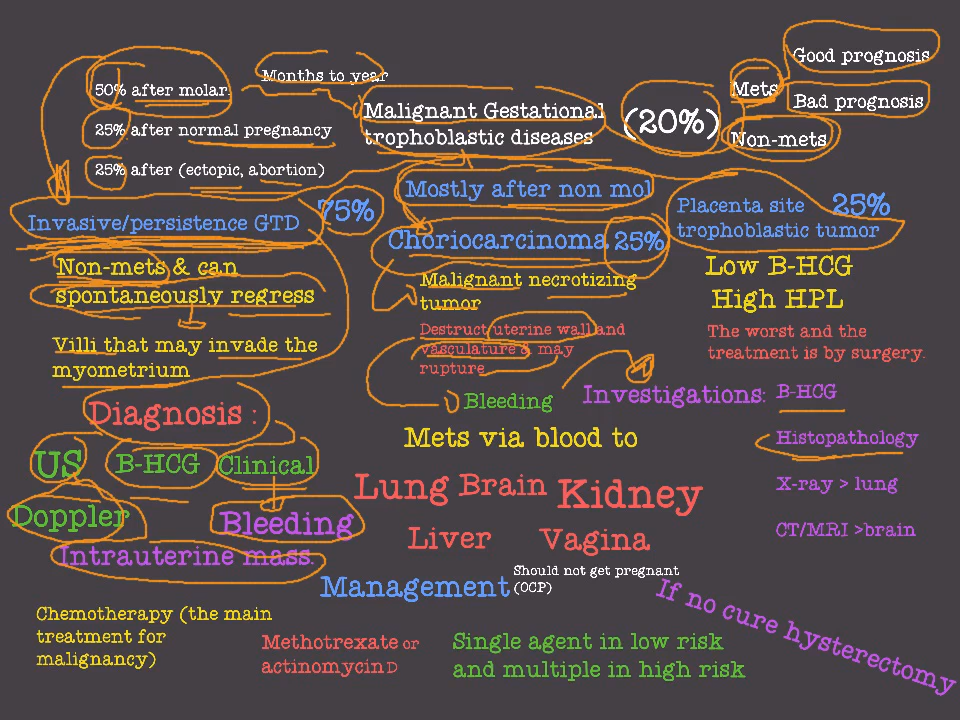 Good prognosis
Months to year
50% after molar.
Mets
Bad prognosis
Malignant Gestational
trophoblastic diseases
(20%)
25% after normal pregnancy
Non-mets
25% after (ectopic, abortion)
Mostly after non mol
Invasive/persistence GTD
75%
Placenta site 25%
trophoblastic tumor
Choriocarcinoma 25%
Non-mets & can
spontaneously regress
Malignant necrotizing
tumor
Low B-HCG
High HPL
Destruct uterine wall and
vasculature & may
rupture
The worst and the
treatment is by surgery.
Villi that may invade the
myometrium
Bleeding
Investigations:
B-HCG
Histopathology
X-ray > lung
CT/MRI >brain
Diagnosis :
US
B-HCG
Clinical
Doppler
Bleeding
Intrauterine mass.
Mets via blood to
Lung
Brain
Kidney
Liver
Vagina
Management
Should not get pregnant
(OCP)
If no cure hysterectomy
Chemotherapy (the main
treatment for
malignancy)
Methotrexate or
actinomycin D
Single agent in low risk
and multiple in high risk